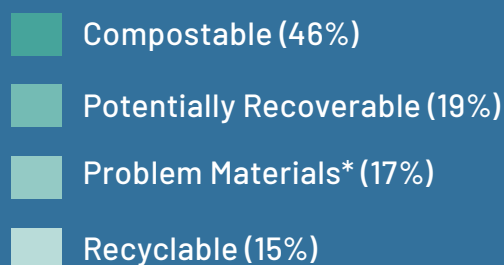 Compostable (46%)
Potentially Recoverable (19%)
Problem Materials* (17%)
Recyclable (15%)